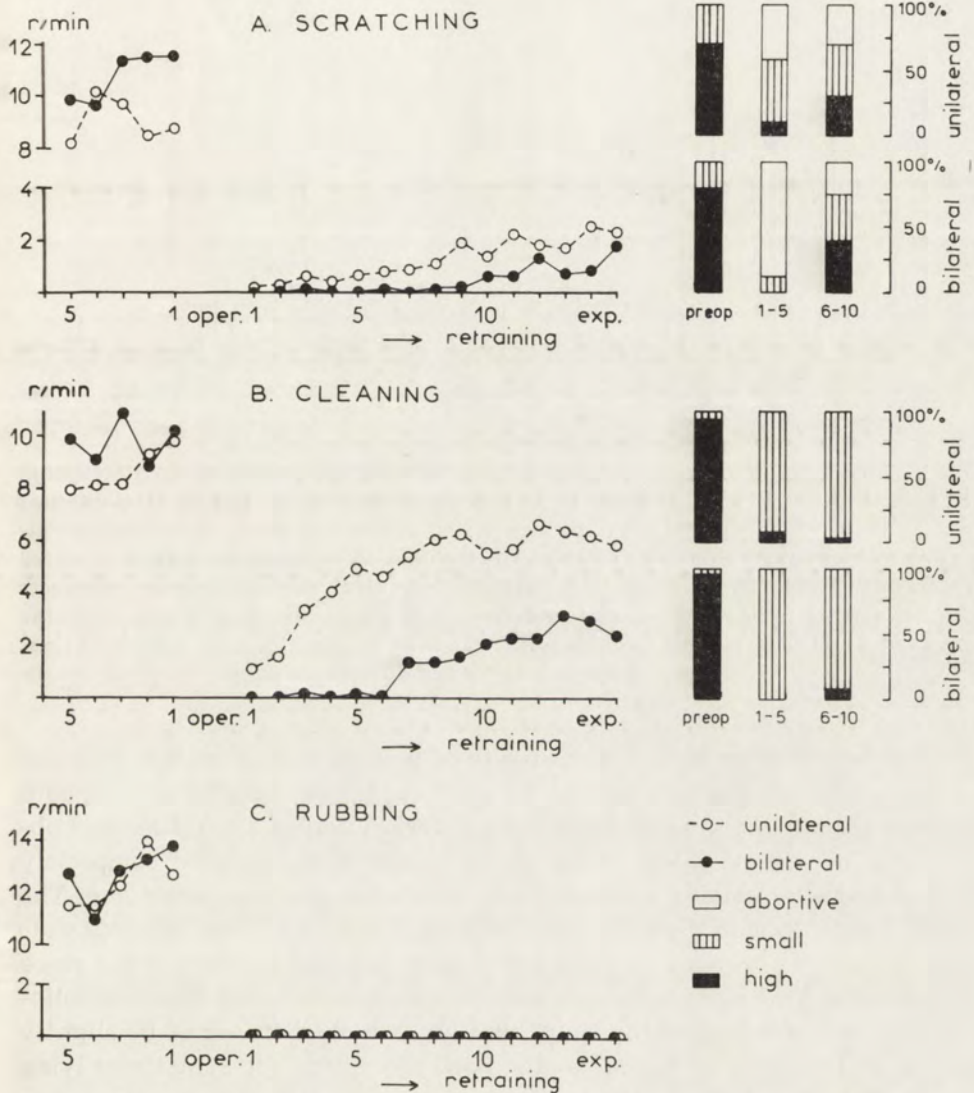 r/min
A. SCRATCHING
12
10
8
4
2
5 1 oper. 1 5 10 exp.
→ retraining
100%
50
0
unilateral
100%
50
0
bilateral
preop 1-5 6-10
r/min
B. CLEANING
10
8
6
4
2
5 1 oper. 1 5 10 exp.
→ retraining
100%
50
0
unilateral
100%
50
0
bilateral
preop 1-5 6-10
r/min
C. RUBBING
14
12
10
2
5 1 oper. 1 5 10 exp.
→ retraining
unilateral
bilateral
abortive
small
high